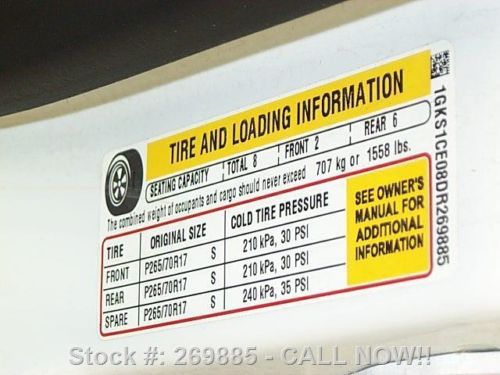 TIRE AND LOADING INFORMATION
SEATING CAPACITY TOTAL 8 FRONT 2 REAR 6
The combined weight of occupants and cargo should never exceed 707 kg or 1558 lbs.
TIRE ORIGINAL SIZE COLD TIRE PRESSURE
FRONT P265/70R17 S 210 kPa, 30 PSI
REAR P265/70R17 S 210 kPa, 30 PSI
SPARE P265/70R17 S 240 kPa, 35 PSI
SEE OWNER'S
MANUAL FOR
ADDITIONAL
INFORMATION
1GKS1CE08DR269885
Stock #: 269885 - CALL NOW!!